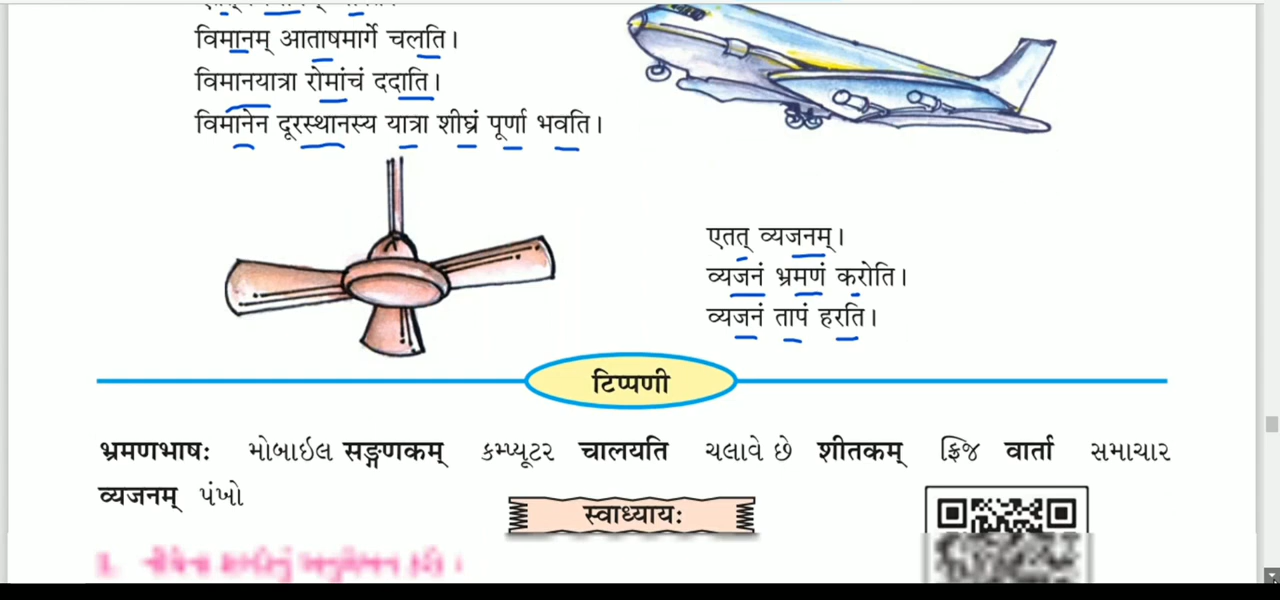 विमानम् आताषमार्गे चलति।
विमानयात्रा रोमांचं ददाति।
विमानेन दूरस्थानस्य यात्रा शीघ्रं पूर्णा भवति।
एतत् व्यजनम्।
व्यजनं भ्रमणं करोति।
व्यजनं तापं हरति।
टिप्पणी
भ्रमणभाषः મોબાઇલ सङ्गणकम् કમ્પ્યૂટર चालयति ચલાવે છે शीतकम् ફ્રિજ वार्ता સમાચાર
व्यजनम् પંખો
स्वाध्यायः